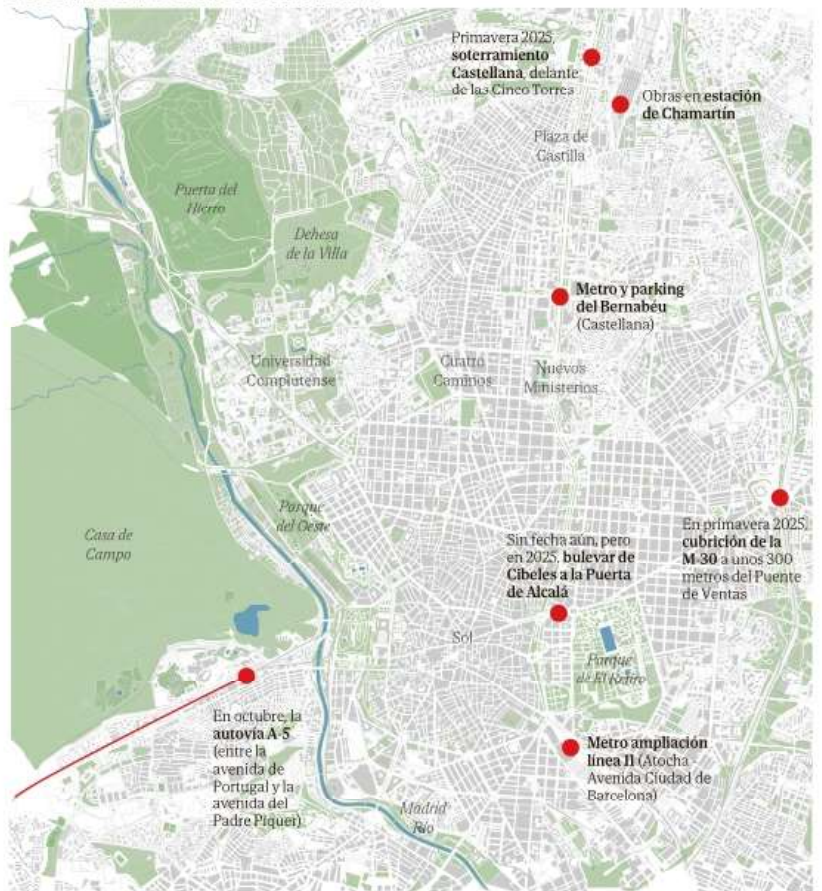 Primavera 2025,
soterramiento
Castellana, delante
de las Cinco Torres
Obras en estación
de Chamartín
Plaza de
Castilla
Puerta del
Hierro
Dehesa
de la Villa
Metro y parking
del Bernabéu
(Castellana)
Universidad
Complutense
Cuatro
Caminos
Nuevos
Ministerios
Parque
del Oeste
Casa de
Campo
Sin fecha aún, pero
en 2025, bulevar de
Cibeles a la Puerta
de Alcalá
En primavera 2025,
cubrición de la
M-30 a unos 300
metros del Puente
de Ventas
Sol
Parque
de El Retiro
En octubre, la
autovía A-5
(entre la
avenida de
Portugal y la
avenida del
Padre Piquer)
Metro ampliación
línea 11 (Atocha
Avenida Ciudad de
Barcelona)
Madrid
Río